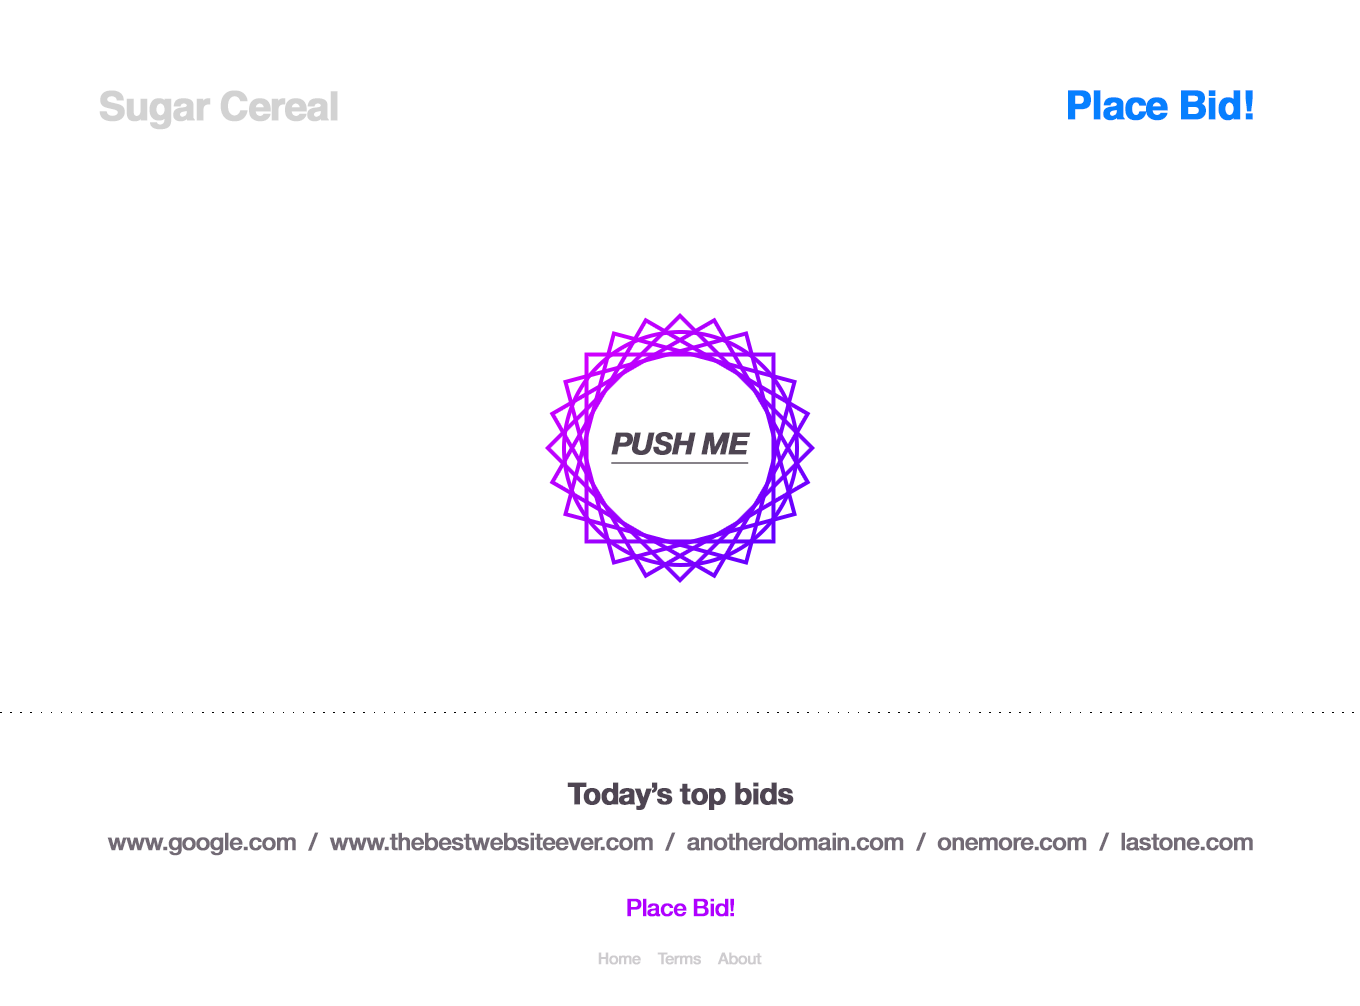 Sugar Cereal
Place Bid!
PUSH ME
Today’s top bids
www.google.com / www.thebestwebsiteever.com / anotherdomain.com / onemore.com / lastone.com
Place Bid!
Home Terms About